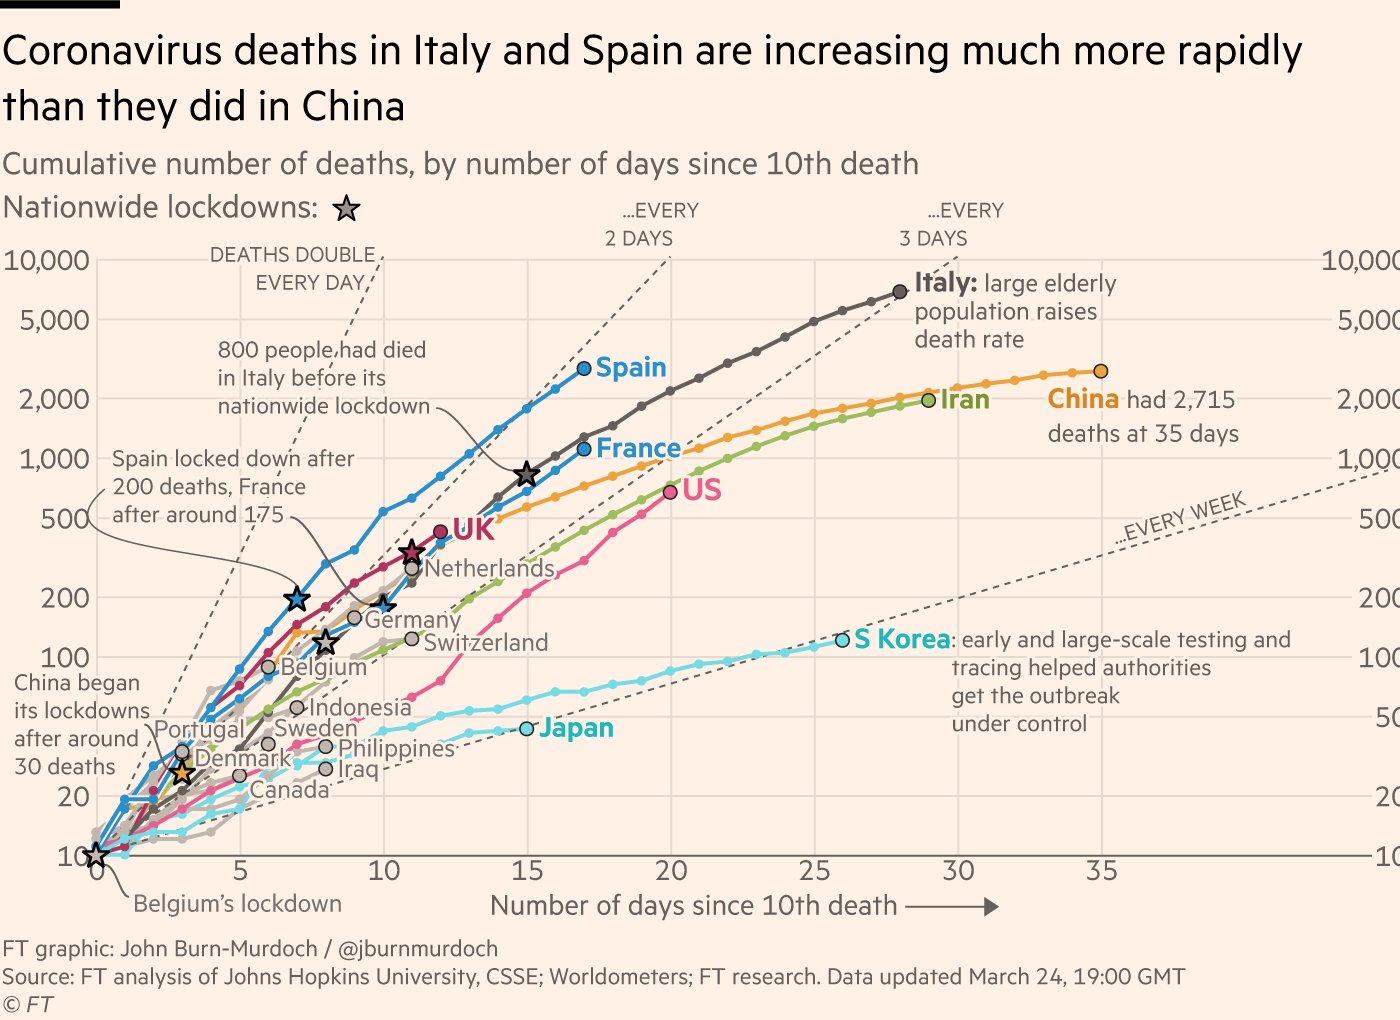 Coronavirus deaths in Italy and Spain are increasing much more rapidly
than they did in China
Cumulative number of deaths, by number of days since 10th death
Nationwide lockdowns:
DEATHS DOUBLE
EVERY DAY
...EVERY
2 DAYS
...EVERY
3 DAYS
10,000
5,000
2,000
1,000
500
200
100
20
10
10,000
5,000
2,000
1,000
500
200
100
50
20
10
Italy: large elderly
population raises
death rate
800 people had died
in Italy before its
nationwide lockdown
Spain
Iran
China had 2,715
deaths at 35 days
Spain locked down after
200 deaths, France
after around 175
France
US
...EVERY WEEK
UK
Netherlands
Germany
Switzerland
S Korea: early and large-scale testing and
tracing helped authorities
get the outbreak
under control
Belgium
China began
its lockdowns
after around
30 deaths
Indonesia
Portugal
Sweden
Japan
Denmark
Philippines
Iraq
Canada
0
5
10
15
20
25
30
35
Belgium's lockdown
Number of days since 10th death
FT graphic: John Burn-Murdoch / @jburnmurdoch
Source: FT analysis of Johns Hopkins University, CSSE; Worldometers; FT research. Data updated March 24, 19:00 GMT
© FT